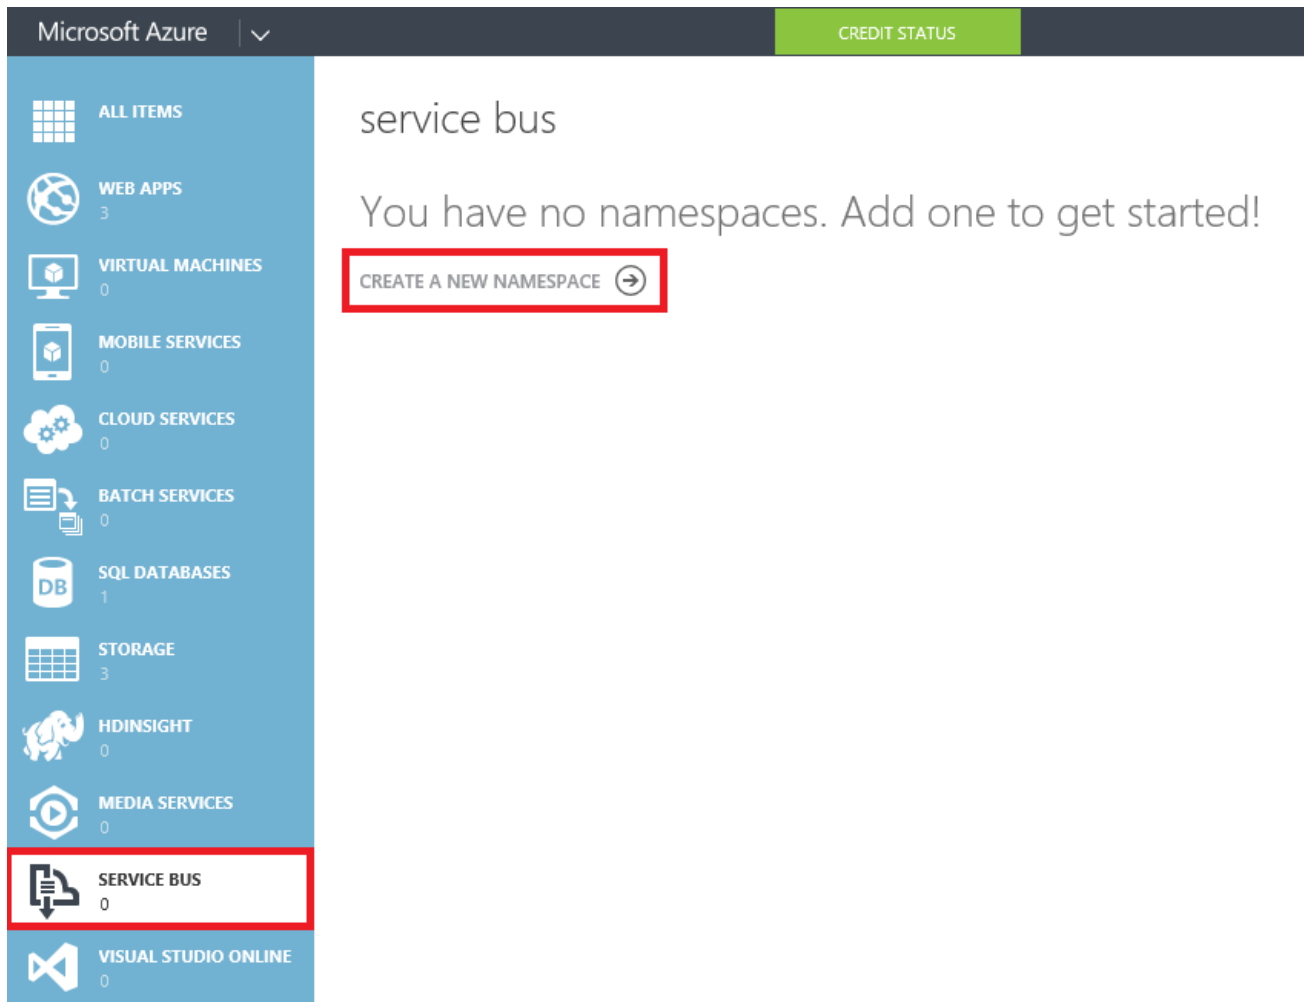 Microsoft Azure
CREDIT STATUS
ALL ITEMS
WEB APPS
3
VIRTUAL MACHINES
0
MOBILE SERVICES
0
CLOUD SERVICES
0
BATCH SERVICES
0
DB
SQL DATABASES
1
STORAGE
3
HDINSIGHT
0
MEDIA SERVICES
0
SERVICE BUS
0
VISUAL STUDIO ONLINE
0
service bus
You have no namespaces. Add one to get started!
CREATE A NEW NAMESPACE